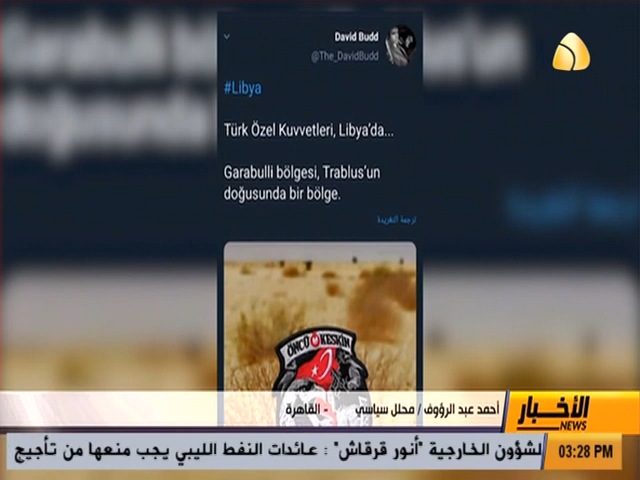 David Budd
@The_DavidBudd
#Libya
Türk Özel Kuvvetleri, Libya'da...
Garabulli bölgesi, Trablus'un
doğusunda bir bölge.
ترجمة التغريدة
ÖNCÜ KESKİN
أحمد عبد الرؤوف / محلل سياسي - القاهرة
الأخبار
NEWS
لشؤون الخارجية "أنور قرقاش" : عائدات النفط الليبي يجب منعها من تأجيج
03:28 PM